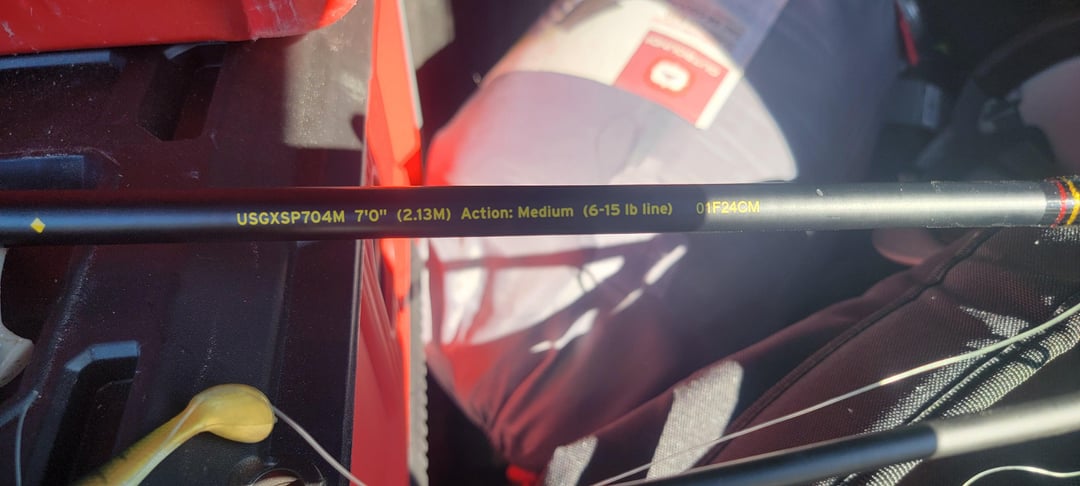 USGXSP704M 7'0" (2.13M) Action: Medium (6-15 lb line) 01F24CM